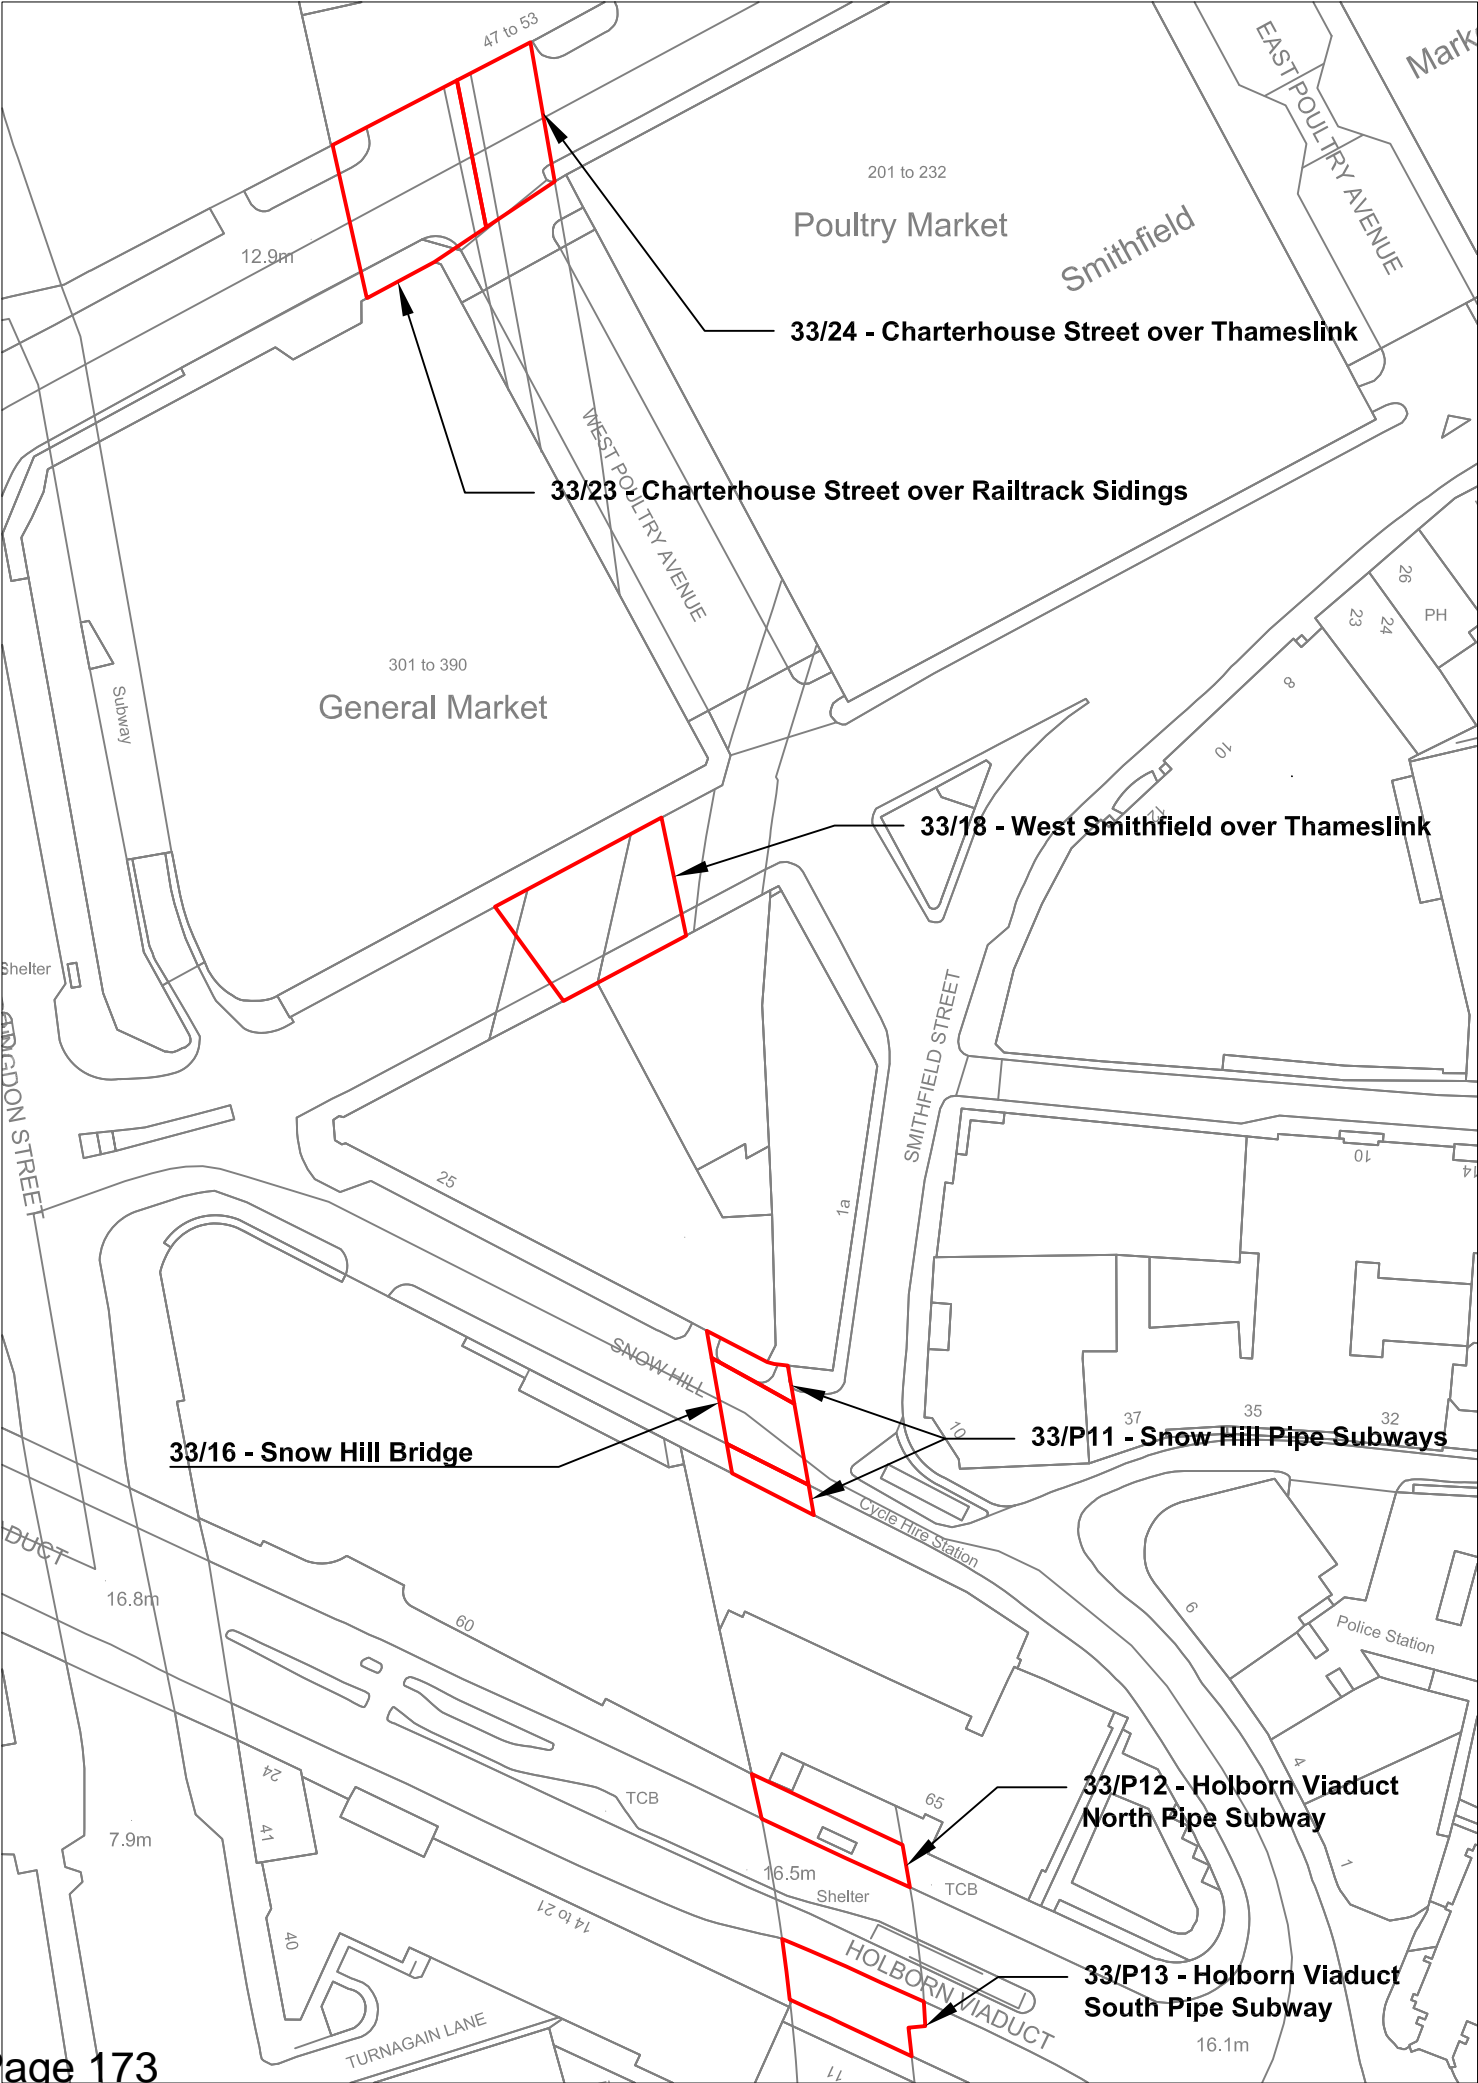 47 to 53
EAST POULTRY AVENUE
201 to 232
Poultry Market
Smithfield
12.9m
33/24 - Charterhouse Street over Thameslink
WEST POULTRY AVENUE
33/23 - Charterhouse Street over Railtrack Sidings
26
23
24
PH
301 to 390
General Market
Subway
8
10
12
33/18 - West Smithfield over Thameslink
Shelter
STREET
SMITHFIELD STREET
25
1a
10
14
SNOW HILL
37
35
32
10
33/16 - Snow Hill Bridge
33/P11 - Snow Hill Pipe Subways
Cycle Hire Station
16.8m
60
6
Police Station
24
TCB
65
4
33/P12 - Holborn Viaduct
North Pipe Subway
7.9m
41
16.5m
Shelter
TCB
1
14 to 21
40
HOLBORN VIADUCT
33/P13 - Holborn Viaduct
South Pipe Subway
TURNAGAIN LANE
16.1m
11
Page 173